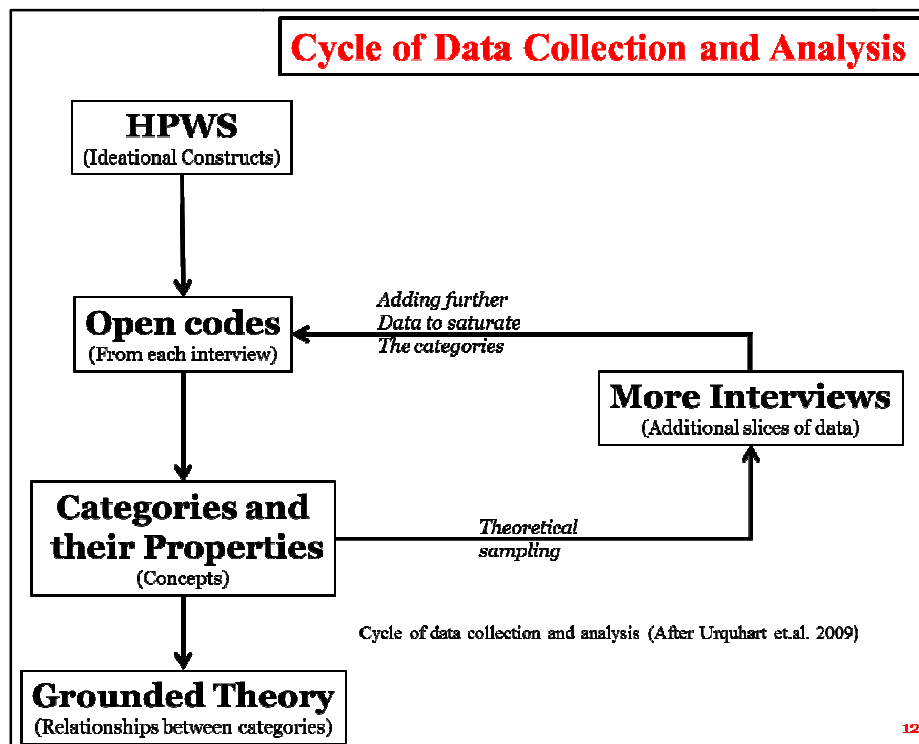 Cycle of Data Collection and Analysis
HPWS
(Ideational Constructs)
Open codes
(From each interview)
Adding further
Data to saturate
The categories
More Interviews
(Additional slices of data)
Categories and
their Properties
(Concepts)
Theoretical
sampling
Cycle of data collection and analysis (After Urquhart et.al. 2009)
Grounded Theory
(Relationships between categories)
12